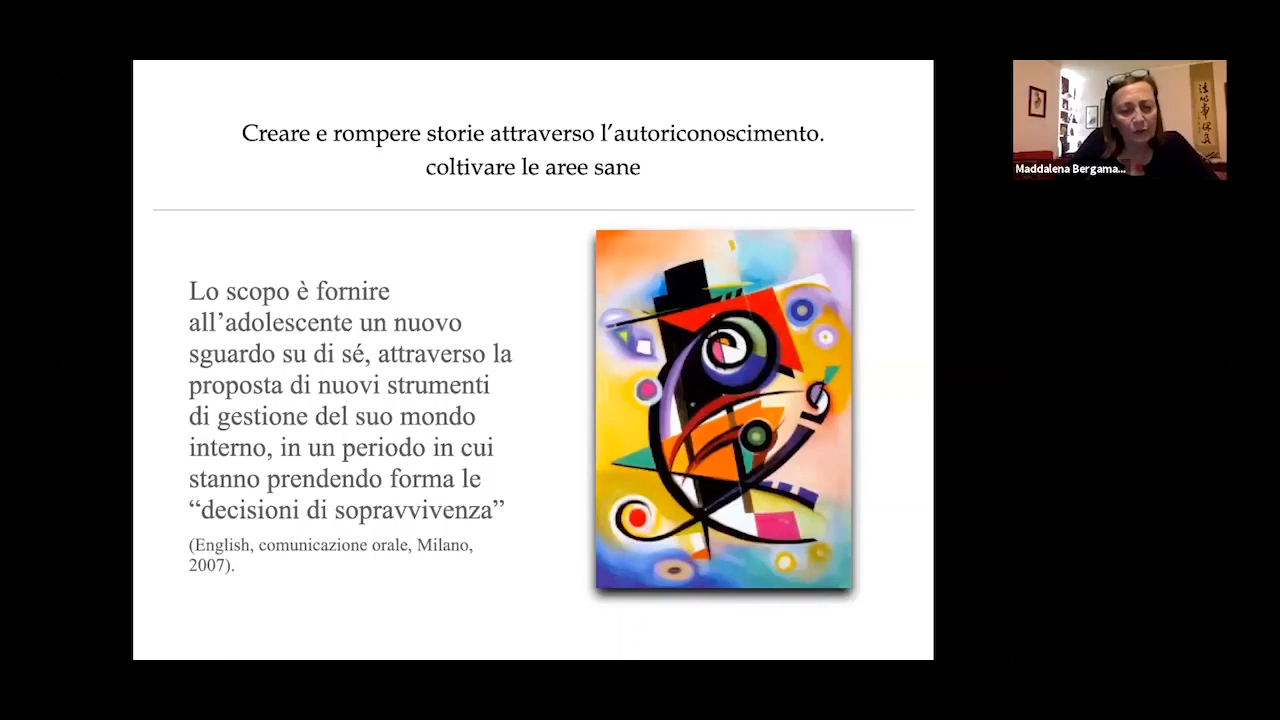 Creare e rompere storie attraverso l’autoriconoscimento.
coltivare le aree sane
Lo scopo è fornire
all’adolescente un nuovo
sguardo su di sé, attraverso la
proposta di nuovi strumenti
di gestione del suo mondo
interno, in un periodo in cui
stanno prendendo forma le
“decisioni di sopravvivenza”
(English, comunicazione orale, Milano,
2007).
Maddalena Bergama...